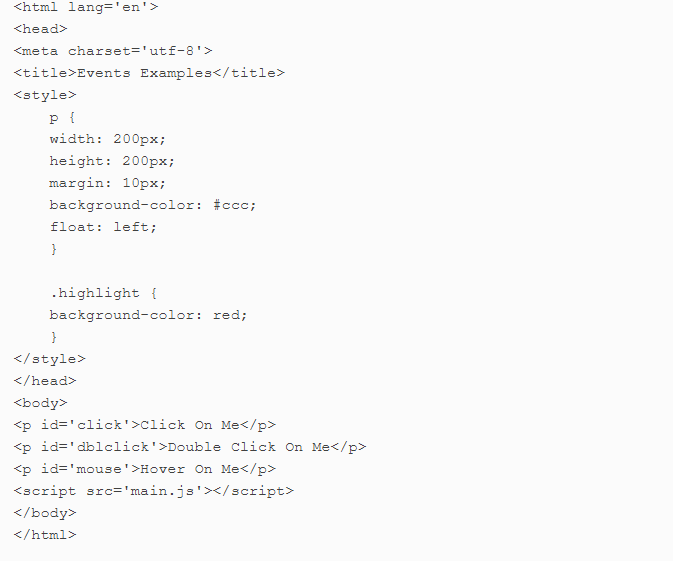 <html lang='en'>
<head>
<meta charset='utf-8'>
<title>Events Examples</title>
<style>
    p {
    width: 200px;
    height: 200px;
    margin: 10px;
    background-color: #ccc;
    float: left;
    }

    .highlight {
    background-color: red;
    }
</style>
</head>
<body>
<p id='click'>Click On Me</p>
<p id='dblclick'>Double Click On Me</p>
<p id='mouse'>Hover On Me</p>
<script src='main.js'></script>
</body>
</html>